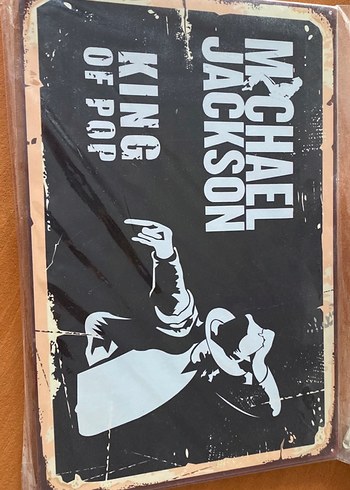 MICHAEL
JACKSON
KING
OF POP